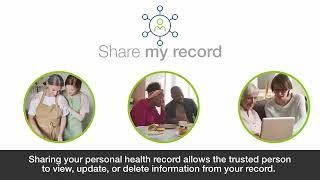 Share my record
Sharing your personal health record allows the trusted person
to view, update, or delete information from your record.